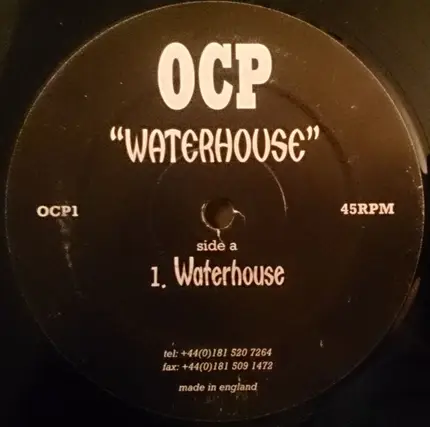 OCP
“WATERHOUSE”
OCP1
45RPM
side a
1. Waterhouse
tel: +44(0)181 520 7264
fax: +44(0)181 509 1472
made in england